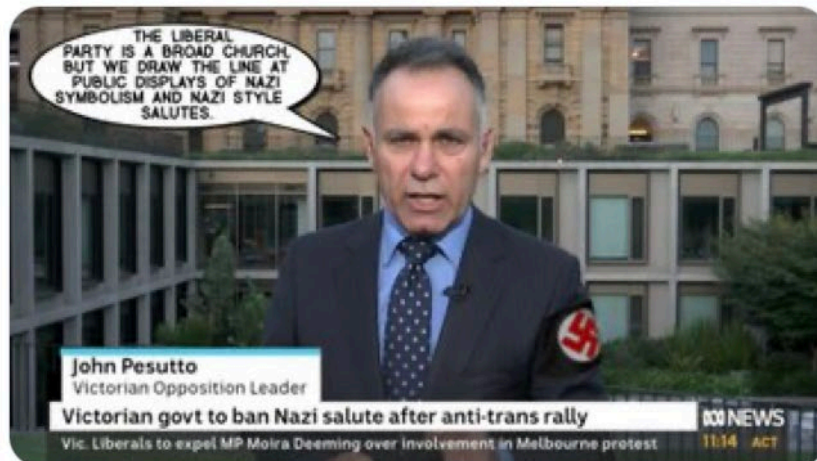 THE LIBERAL
PARTY IS A BROAD CHURCH,
BUT WE DRAW THE LINE AT
PUBLIC DISPLAYS OF NAZI
SYMBOLISM AND NAZI STYLE
SALUTES.
John Pesutto
Victorian Opposition Leader
Victorian govt to ban Nazi salute after anti-trans rally
ABC NEWS
Vic. Liberals to expel MP Moira Deeming over involvement in Melbourne protest
11:14 ACT